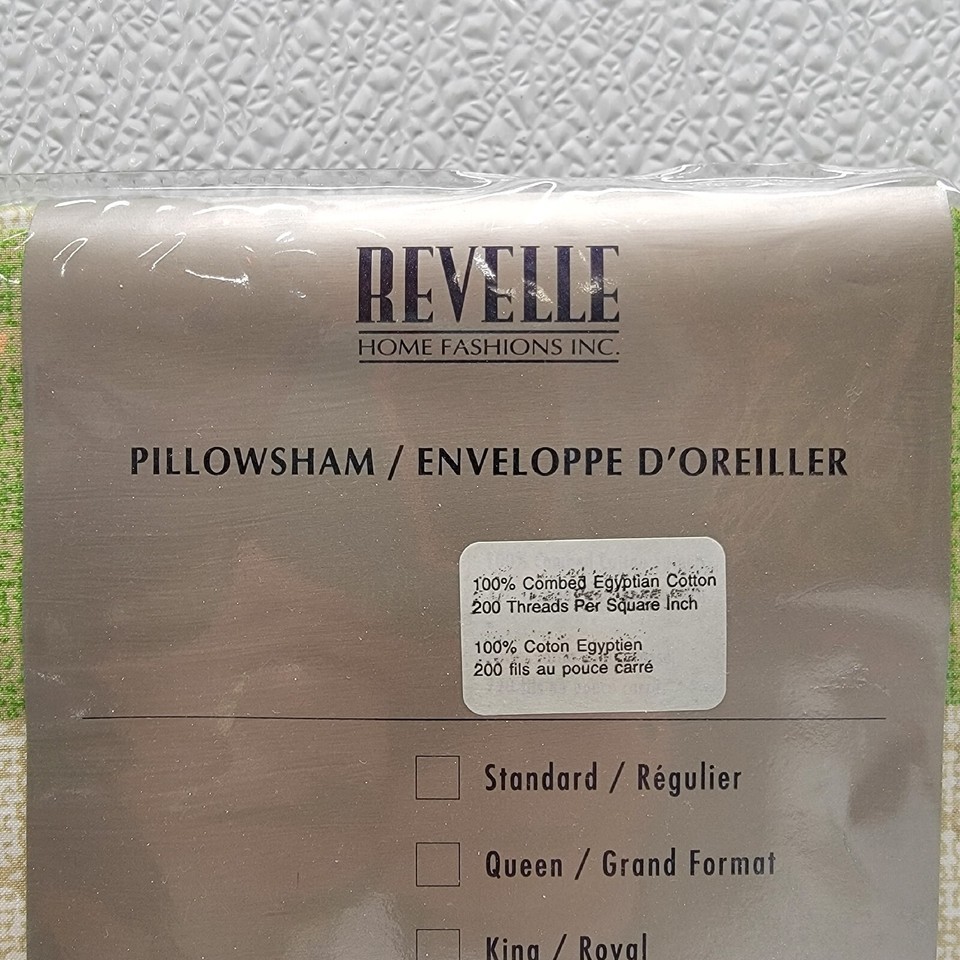 REVELLE
HOME FASHIONS INC.
PILLOWSHAM / ENVELOPPE D'OREILLER
100% Combed Egyptian Cotton
200 Threads Per Square Inch
100% Coton Egyptien
200 fils au pouce carré
Standard / Régulier
Queen / Grand Format
King / Royal